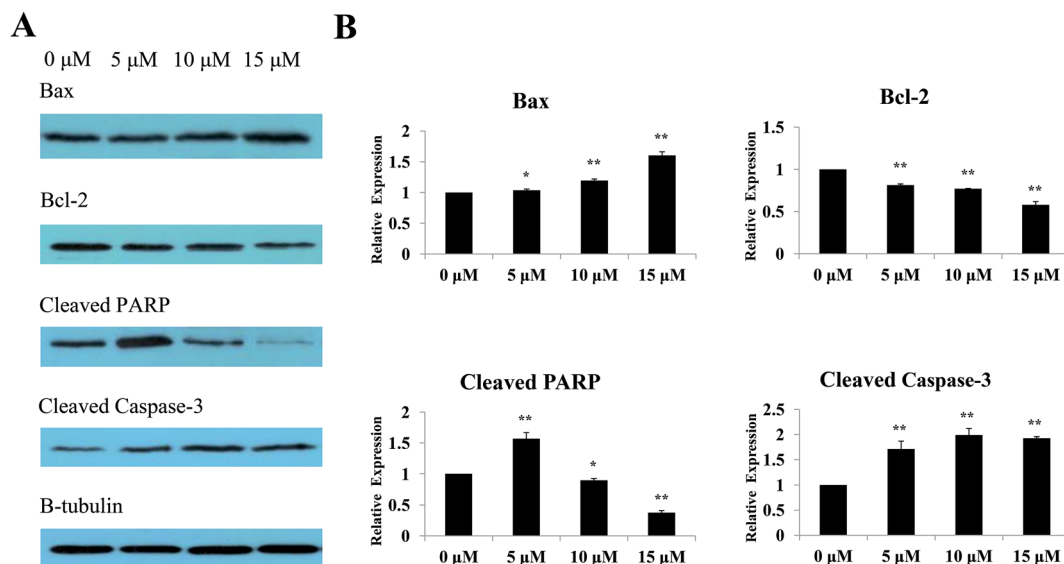 A
0 μM 5 μM 10 μM 15 μM
Bax
Bcl-2
Cleaved PARP
Cleaved Caspase-3
B-tubulin
B
Bax
Relative Expression
2
1.5
1
0.5
0
*
**
**
0 μM 5 μM 10 μM 15 μM
Bcl-2
Relative Expression
1.5
1
0.5
0
**
**
**
0 μM 5 μM 10 μM 15 μM
Cleaved PARP
Relative Expression
2
1.5
1
0.5
0
**
*
**
0 μM 5 μM 10 μM 15 μM
Cleaved Caspase-3
Relative Expression
2.5
2
1.5
1
0.5
0
**
**
**
0 μM 5 μM 10 μM 15 μM